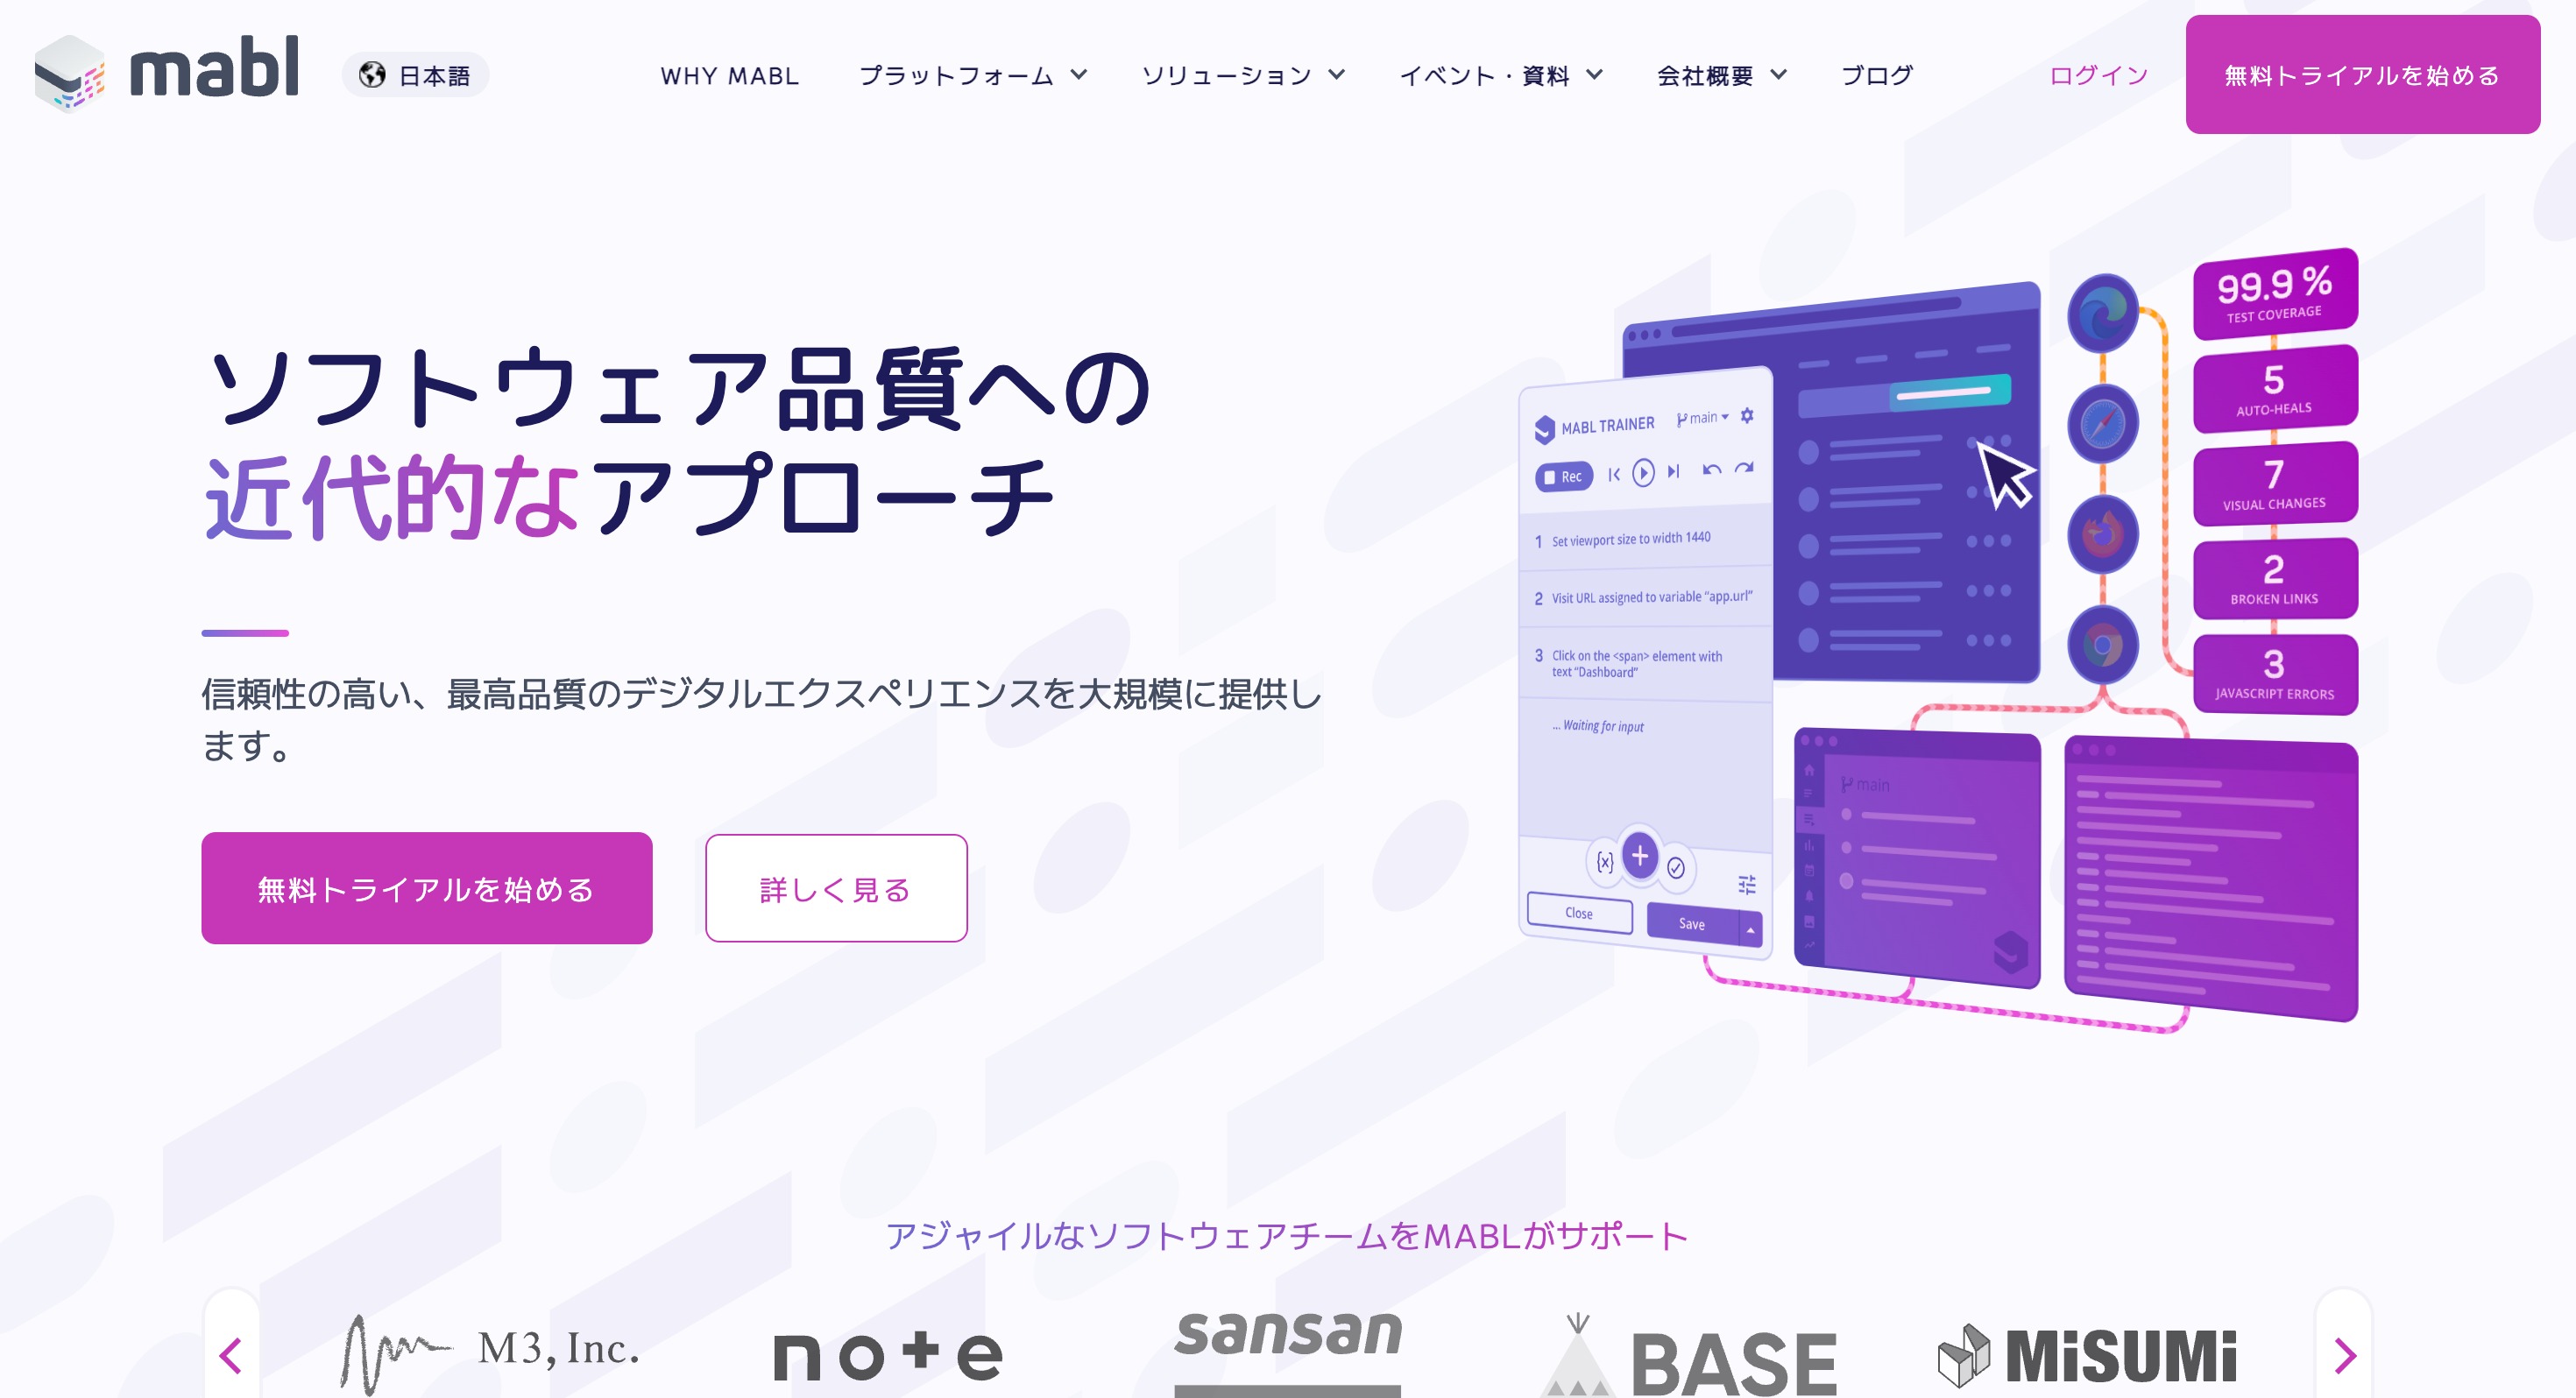 mabl
日本語
WHY MABL
プラットフォーム
ソリューション
イベント・資料
会社概要
ブログ
ログイン
無料トライアルを始める
ソフトウェア品質への
近代的なアプローチ
信頼性の高い、最高品質のデジタルエクスペリエンスを大規模に提供し
ます。
無料トライアルを始める
詳しく見る
MABL TRAINER
main
Rec
1 Set viewport size to width 1440
2 Visit URL assigned to variable “app.url”
3 Click on the <span> element with
text “Dashboard”
... Waiting for input
{x}
Close
Save
99.9 %
TEST COVERAGE
5
AUTO-HEALS
7
VISUAL CHANGES
2
BROKEN LINKS
3
JAVASCRIPT ERRORS
main
アジャイルなソフトウェアチームをMABLがサポート
M3, Inc.
note
sansan
BASE
MiSUMi